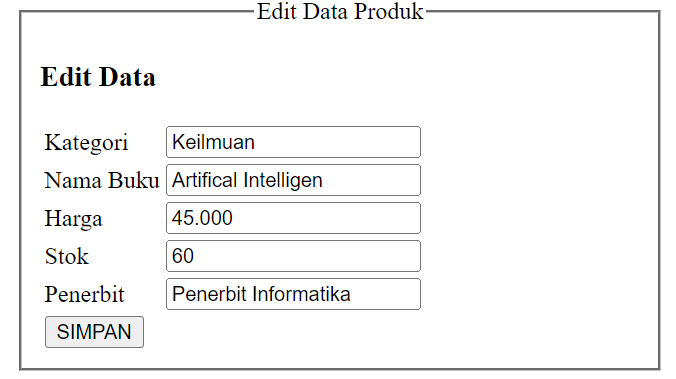 Edit Data Produk
Edit Data
Kategori Keilmuan
Nama Buku Artifical Intelligen
Harga 45.000
Stok 60
Penerbit Penerbit Informatika
SIMPAN